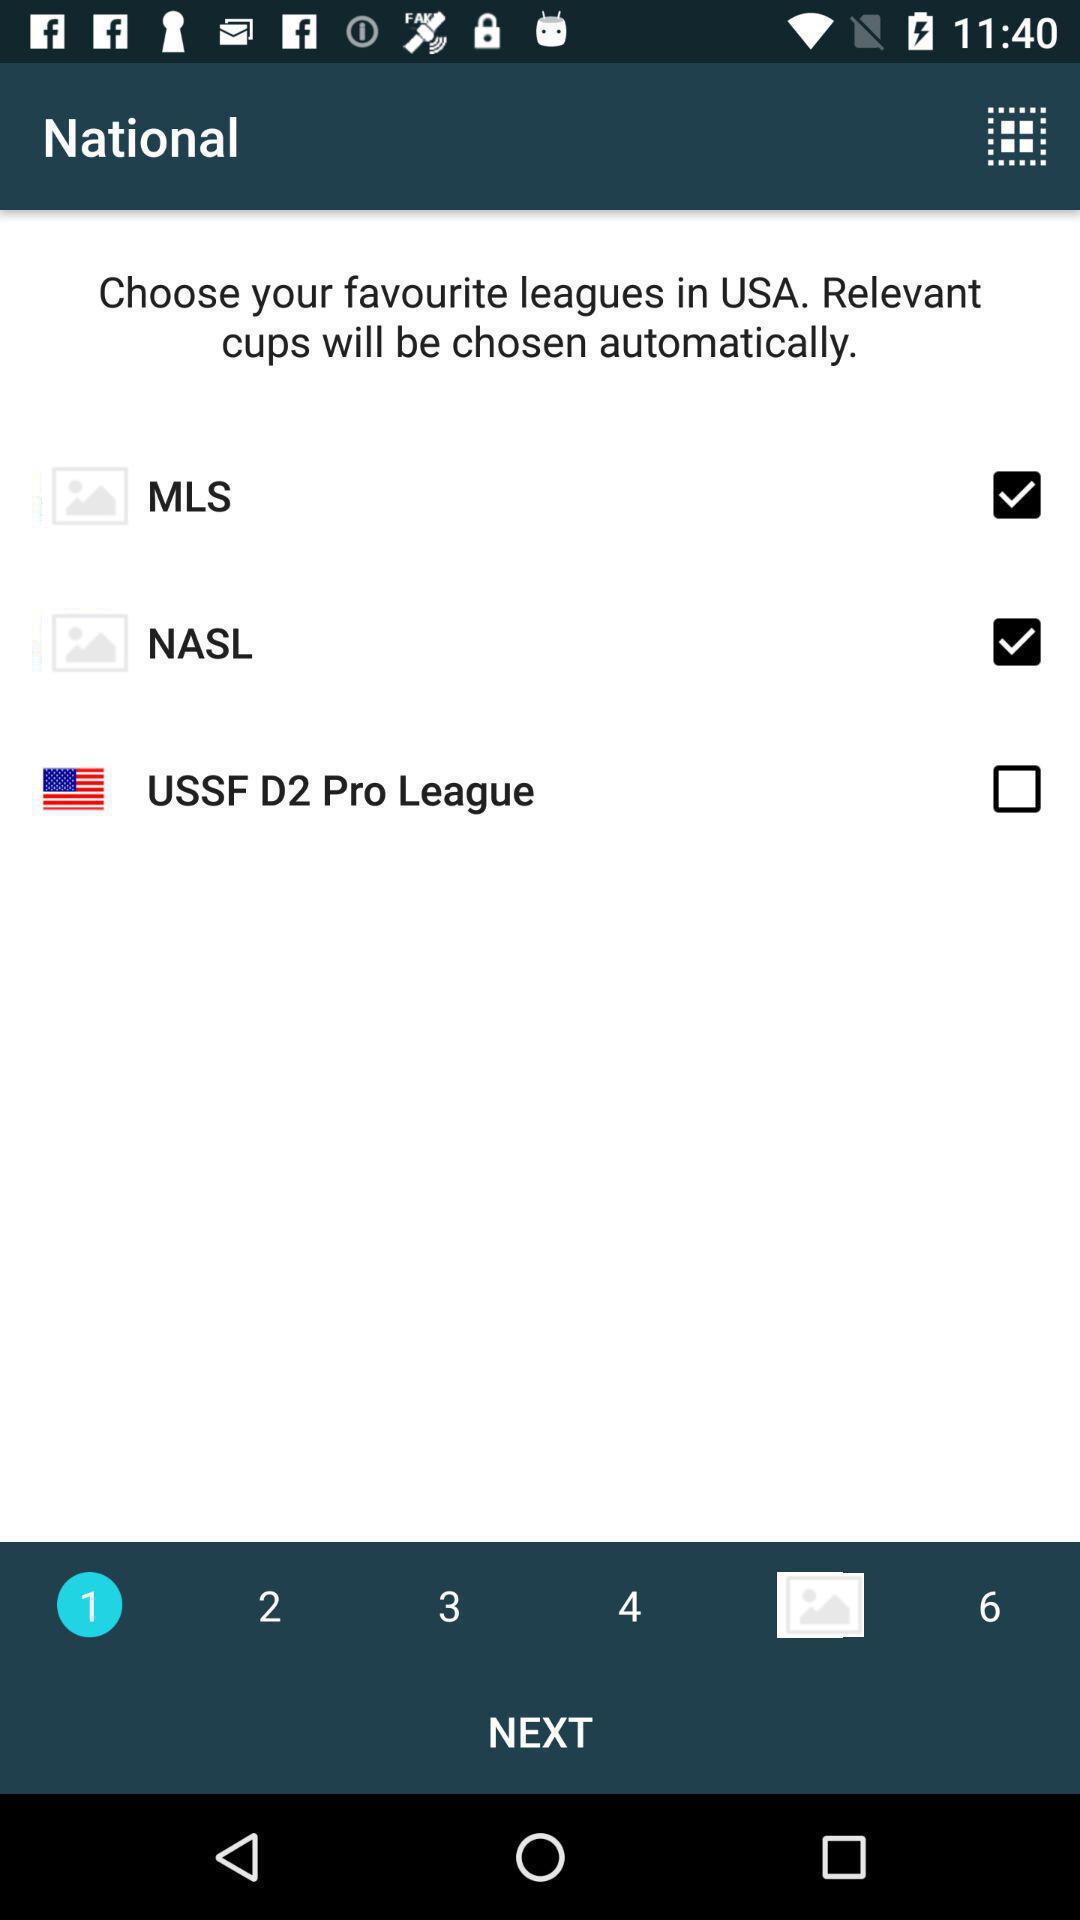 FAKE
11:40
National
Choose your favourite leagues in USA. Relevant
cups will be chosen automatically.
MLS
NASL
USSF D2 Pro League
1 2 3 4 6
NEXT